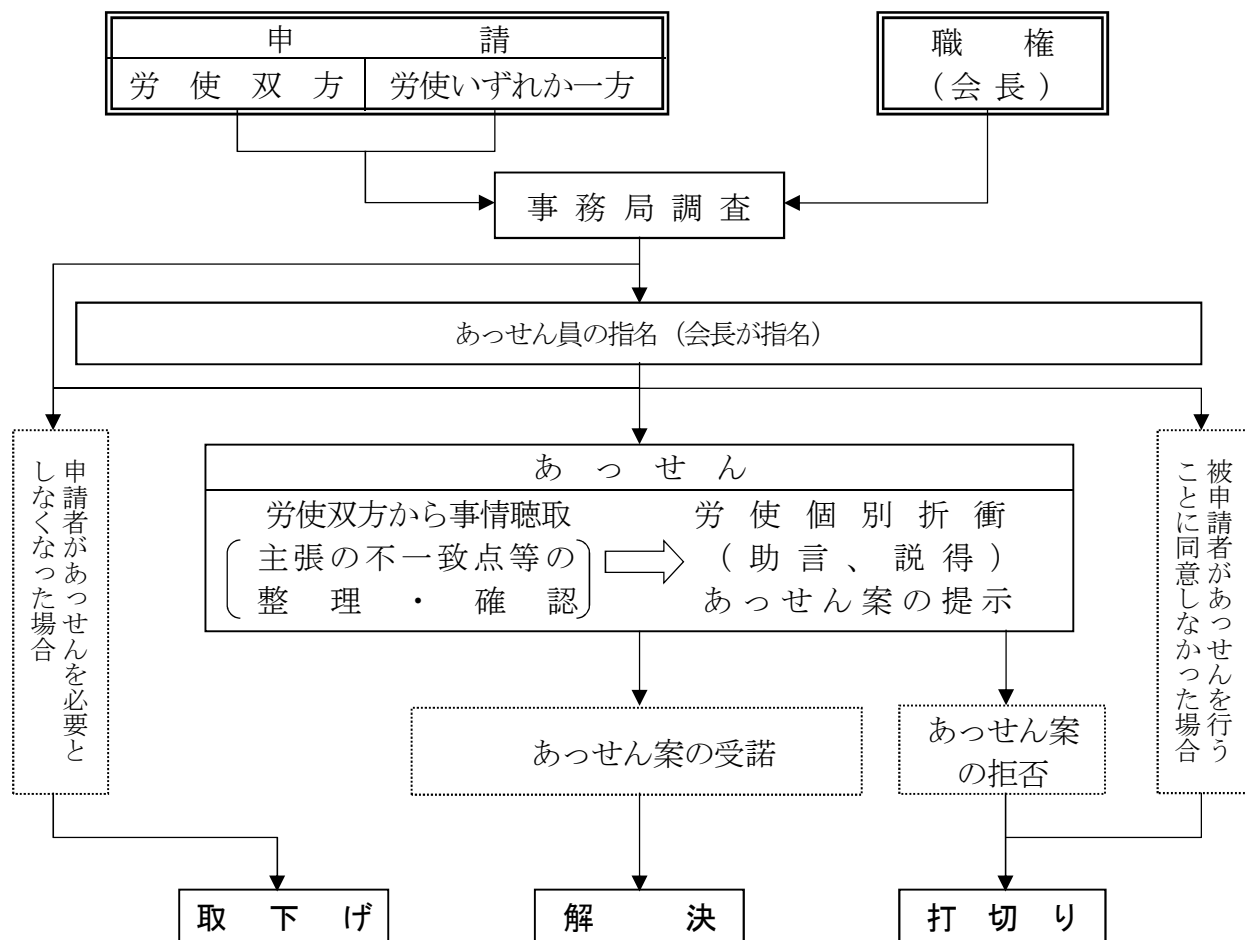 申請
労使双方
労使いずれか一方
職権
（会長）
事務局調査
あっせん員の指名（会長が指名）
申請者があっせんを必要と
しなくなった場合
あっせん
労使双方から事情聴取
主張の不一致点等の
整理・確認
労使個別折衝
（助言、説得）
あっせん案の提示
被申請者があっせんを行う
ことに同意しなかった場合
あっせん案の受諾
あっせん案
の拒否
取下げ
解決
打切り